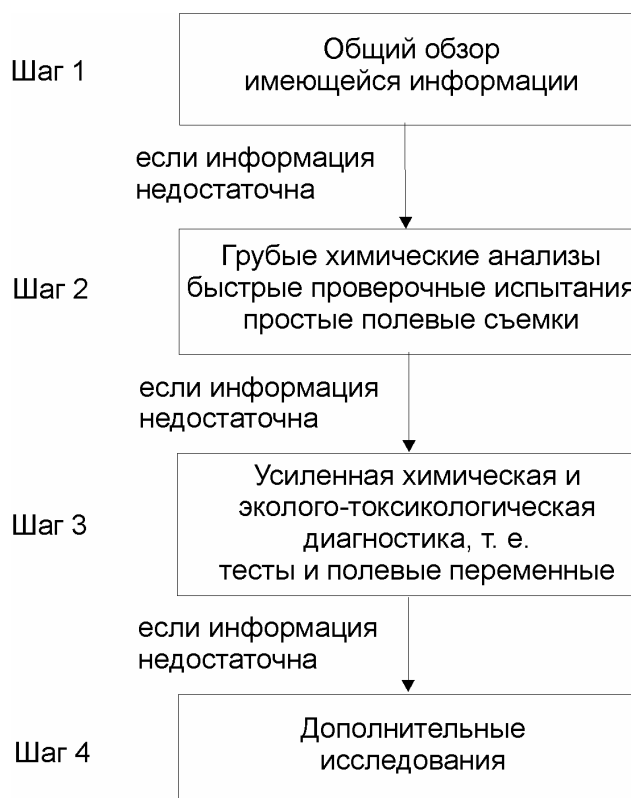 Шаг 1
Общий обзор
имеющейся информации
если информация
недостаточна
Шаг 2
Грубые химические анализы
быстрые проверочные испытания
простые полевые съемки
если информация
недостаточна
Шаг 3
Усиленная химическая и
эколого-токсикологическая
диагностика, т. е.
тесты и полевые переменные
если информация
недостаточна
Шаг 4
Дополнительные
исследования